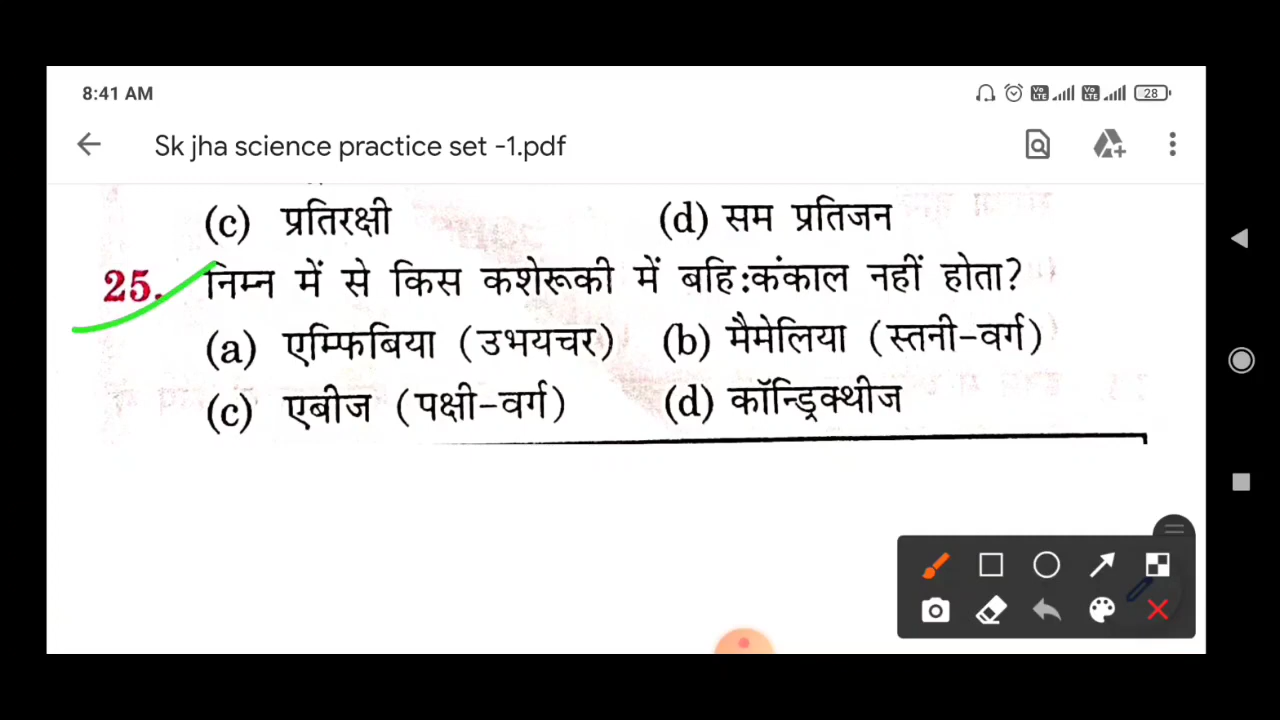 8:41 AM
28
Sk jha science practice set -1.pdf
(c) प्रतिरक्षी (d) सम प्रतिजन
25. निम्न में से किस कशेरूकी में बहि:कंकाल नहीं होता?
(a) एम्फिबिया (उभयचर) (b) मैमेलिया (स्तनी-वर्ग)
(c) एबीज (पक्षी-वर्ग) (d) कॉन्ड्रिक्थीज